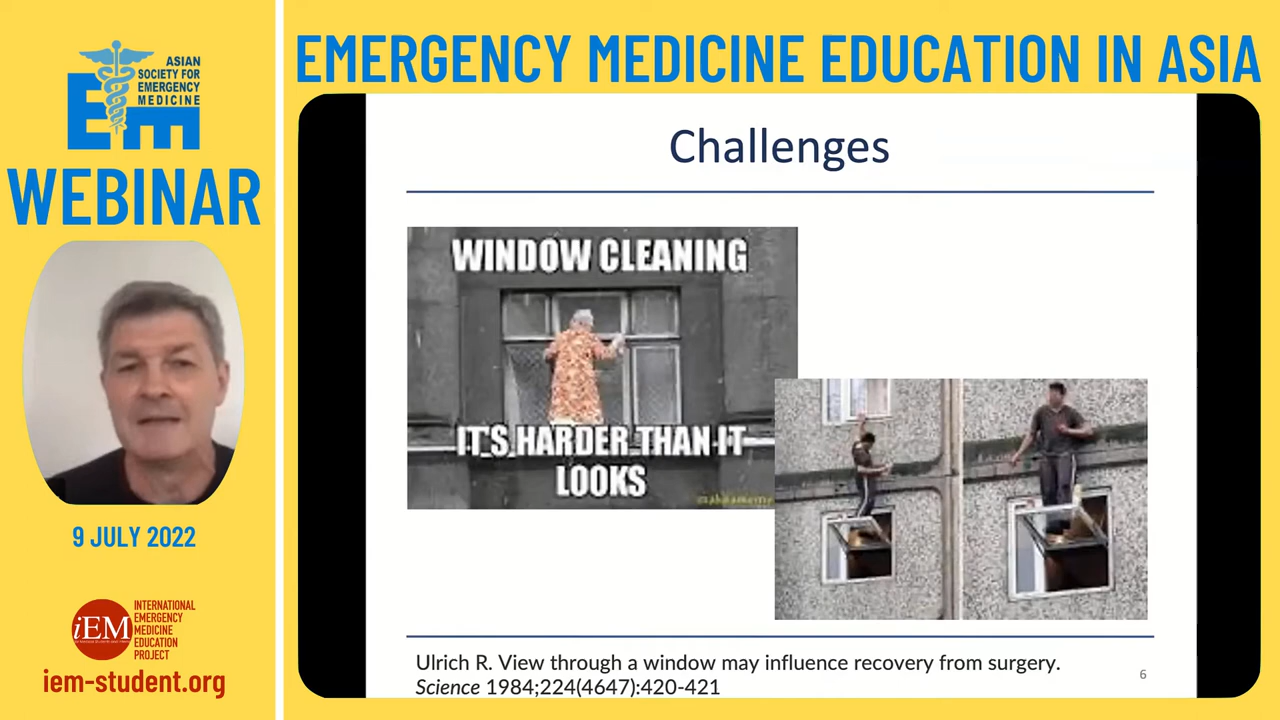 ASIAN
SOCIETY FOR
EMERGENCY
MEDICINE
Em
WEBINAR
9 JULY 2022
iEM
INTERNATIONAL
EMERGENCY
MEDICINE
EDUCATION
PROJECT
iem-student.org
EMERGENCY MEDICINE EDUCATION IN ASIA
Challenges
WINDOW CLEANING
IT'S HARDER THAN IT
LOOKS
Ulrich R. View through a window may influence recovery from surgery.
Science 1984;224(4647):420-421
6